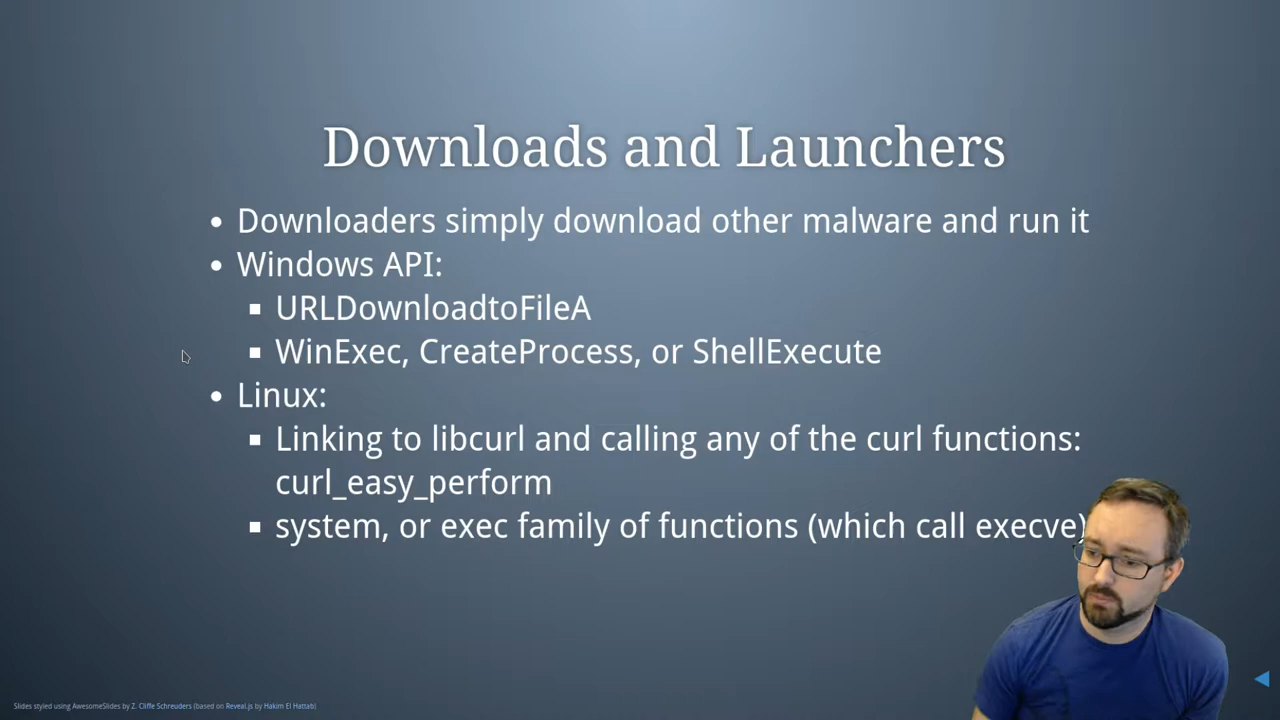 Downloads and Launchers
Downloaders simply download other malware and run it
Windows API:
URLDownloadtoFileA
WinExec, CreateProcess, or ShellExecute
Linux:
Linking to libcurl and calling any of the curl functions:
curl_easy_perform
system, or exec family of functions (which call execve)
Slides styled using AwesomeSlides by Z. Cliffe Schreuders (based on Reveal.js by Hakim El Hattab)